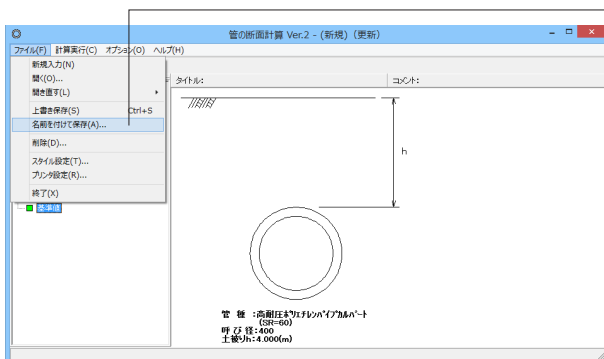 管の断面計算 Ver.2 - (新規) (更新)
ファイル(F) 計算実行(C) オプション(O) ヘルプ(H)
新規入力(N)
開く(O)...
開き直す(L)
上書き保存(S) Ctrl+S
名前を付けて保存(A)...
削除(D)...
スタイル設定(T)...
プリンタ設定(R)...
終了(X)
基準値
タイトル: コメント:
h
管 種 :高耐圧ポリエチレンパイプカルバート
(SR=60)
呼び径:400
土被りh:4.000(m)